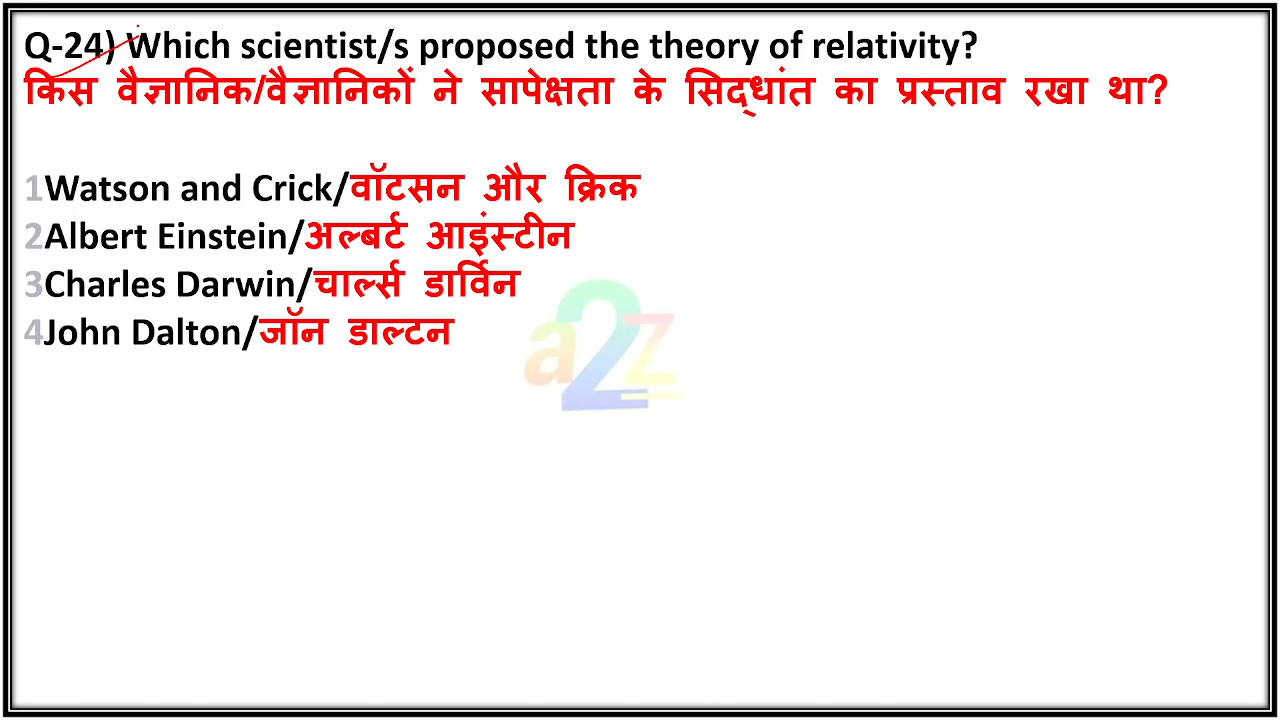 Q-24) Which scientist/s proposed the theory of relativity?
किस वैज्ञानिक/वैज्ञानिकों ने सापेक्षता के सिद्धांत का प्रस्ताव रखा था?
1Watson and Crick/वॉटसन और क्रिक
2Albert Einstein/अल्बर्ट आइंस्टीन
3Charles Darwin/चार्ल्स डार्विन
4John Dalton/जॉन डाल्टन
a2z